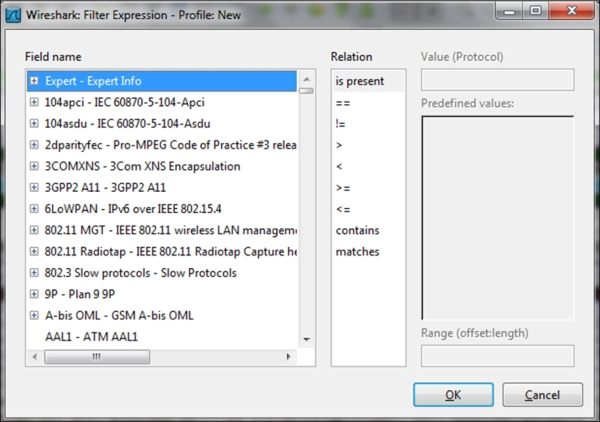 Wireshark: Filter Expression - Profile: New
Field name
Expert - Expert Info
104apci - IEC 60870-5-104-Apci
104asdu - IEC 60870-5-104-Asdu
2dparityfec - Pro-MPEG Code of Practice #3 relea
3COMXNS - 3Com XNS Encapsulation
3GPP2 A11 - 3GPP2 A11
6LoWPAN - IPv6 over IEEE 802.15.4
802.11 MGT - IEEE 802.11 wireless LAN managem
802.11 Radiotap - IEEE 802.11 Radiotap Capture he
802.3 Slow protocols - Slow Protocols
9P - Plan 9 9P
A-bis OML - GSM A-bis OML
AAL1 - ATM AAL1
Relation
is present
==
!=
>
<
>=
<=
contains
matches
Value (Protocol)
Predefined values:
Range (offset:length)
OK
Cancel